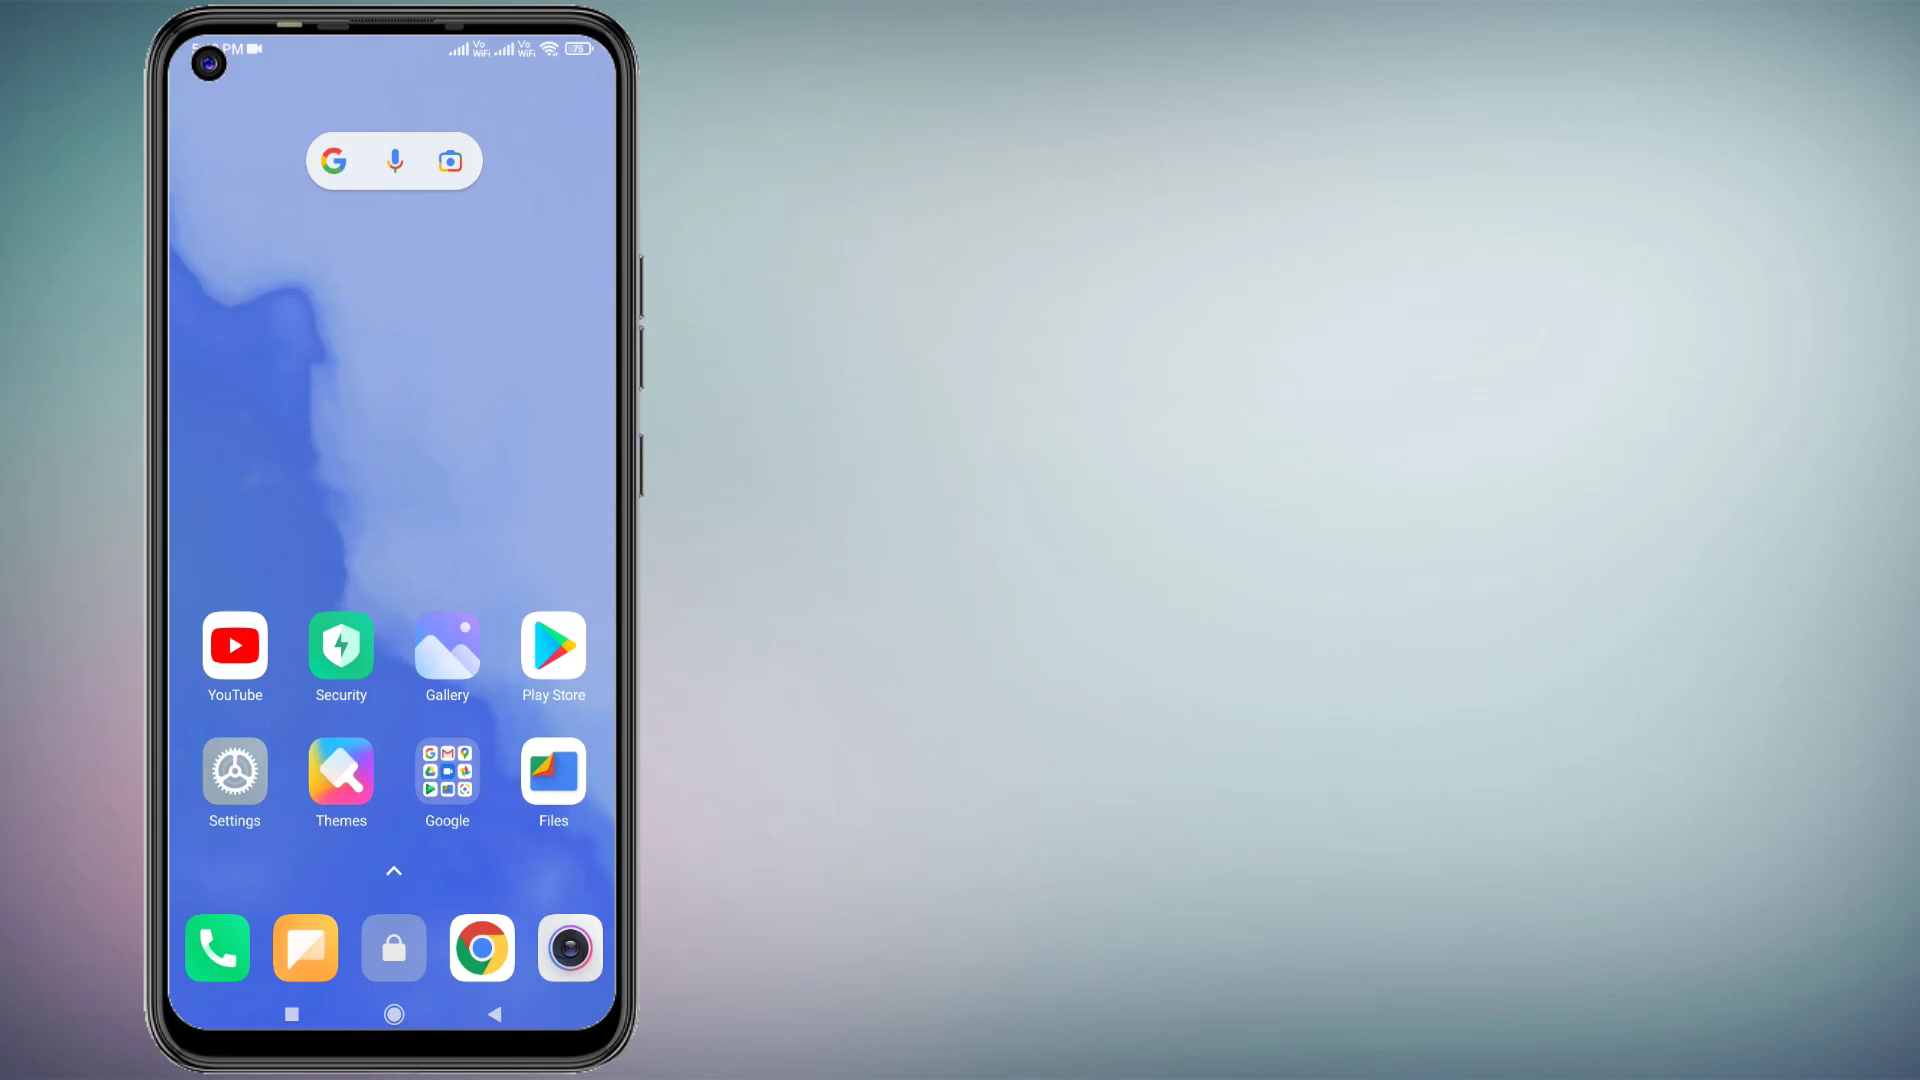 PM Vo WiFi Vo WiFi 75
YouTube Security Gallery Play Store
Settings Themes Google Files